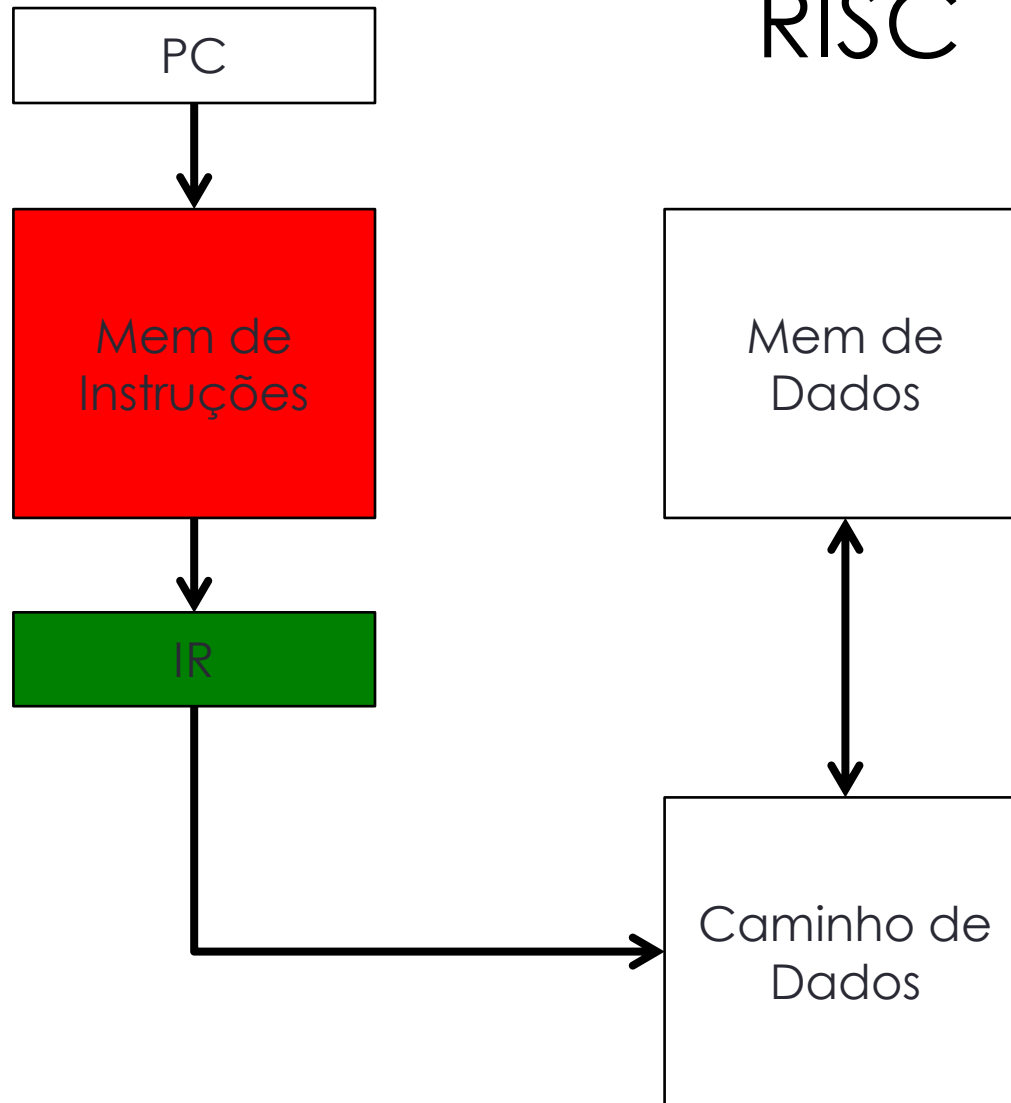 RISC
PC
Mem de
Instruções
Mem de
Dados
IR
Caminho de
Dados